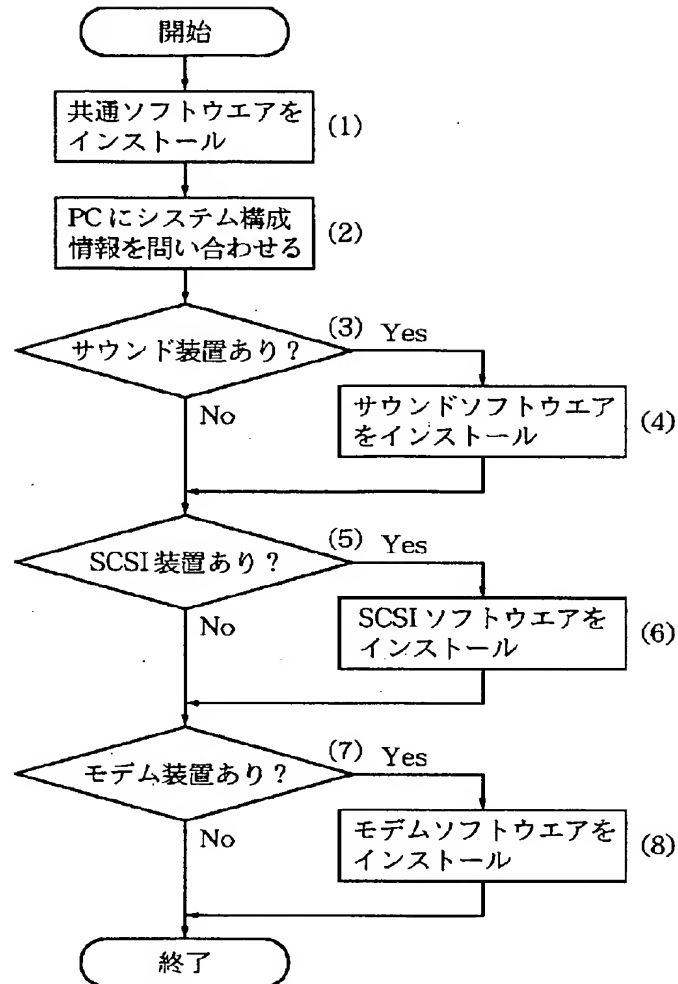 開始
共通ソフトウエアを
インストール
(1)
PCにシステム構成
情報を問い合わせる
(2)
サウンド装置あり?
(3)
Yes
No
サウンドソフトウエア
をインストール
(4)
SCSI装置あり?
(5)
Yes
No
SCSIソフトウエアを
インストール
(6)
モデム装置あり?
(7)
Yes
No
モデムソフトウエアを
インストール
(8)
終了